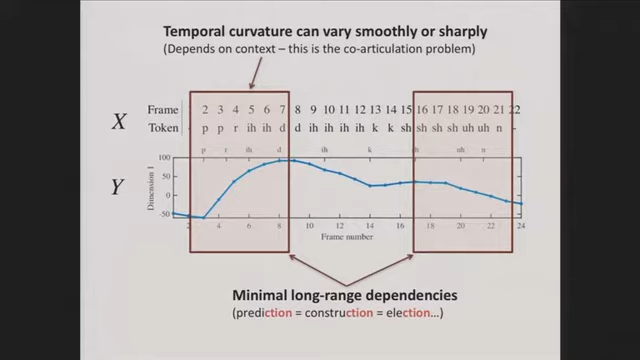 Temporal curvature can vary smoothly or sharply
(Depends on context – this is the co-articulation problem)
X Frame 2 3 4 5 6 7 8 9 10 11 12 13 14 15 16 17 18 19 20 21 22
Token p p r ih ih d d ih ih ih ih k k sh sh sh sh uh uh n
p r ih d ih k sh uh n
Y Dimension 1
100
50
0
-50
2 4 6 8 10 12 14 16 18 20 22 24
Frame number
Minimal long-range dependencies
(prediction = construction = election…)